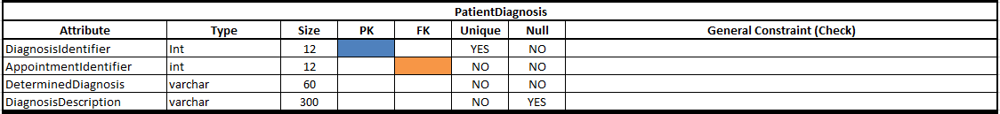 PatientDiagnosis
Attribute Type Size PK FK Unique Null General Constraint (Check)
DiagnosisIdentifier Int 12 YES NO
AppointmentIdentifier int 12 NO NO
DeterminedDiagnosis varchar 60 NO NO
DiagnosisDescription varchar 300 NO YES